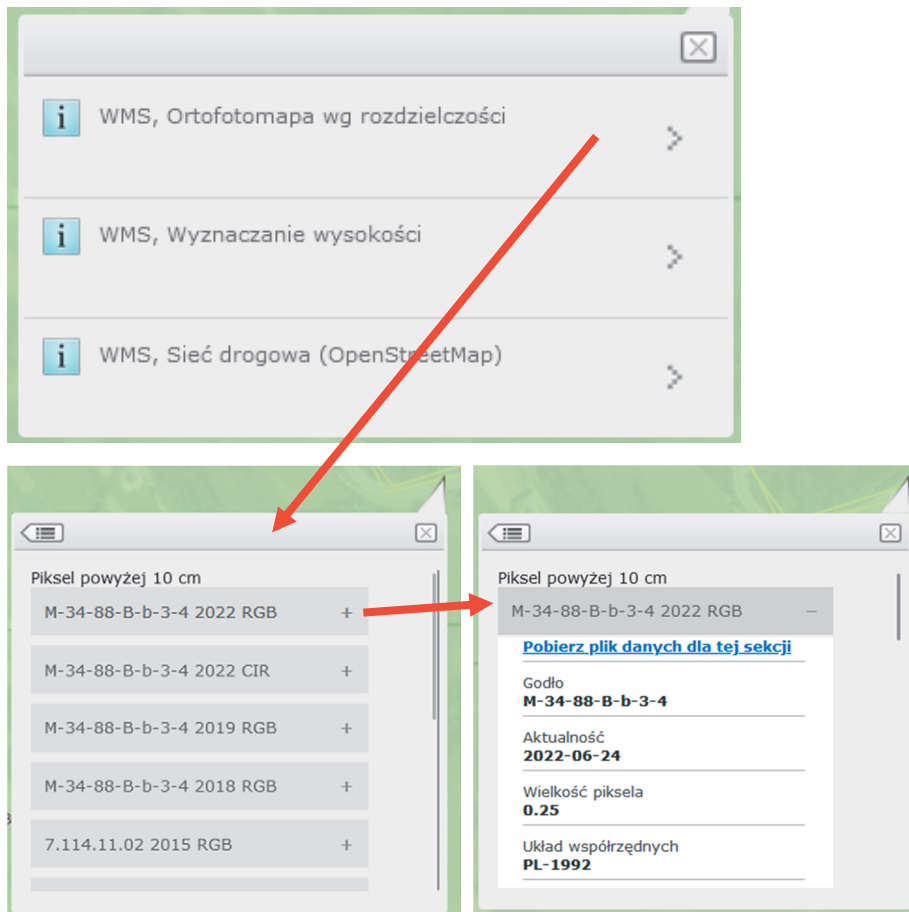 WMS, Ortofotomapa wg rozdzielczości
WMS, Wyznaczanie wysokości
WMS, Sieć drogowa (OpenStreetMap)
Piksel powyżej 10 cm
M-34-88-B-b-3-4 2022 RGB +
M-34-88-B-b-3-4 2022 CIR +
M-34-88-B-b-3-4 2019 RGB +
M-34-88-B-b-3-4 2018 RGB +
7.114.11.02 2015 RGB +
Piksel powyżej 10 cm
M-34-88-B-b-3-4 2022 RGB −
Pobierz plik danych dla tej sekcji
Godło
M-34-88-B-b-3-4
Aktualność
2022-06-24
Wielkość piksela
0.25
Układ współrzędnych
PL-1992